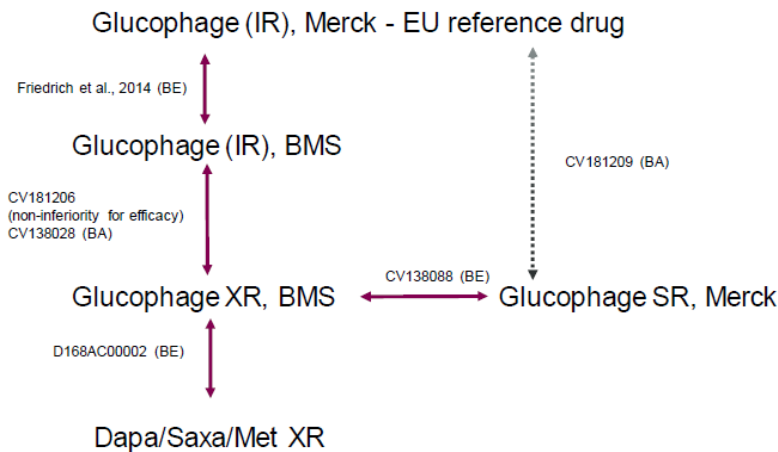 Glucophage (IR), Merck - EU reference drug
Friedrich et al., 2014 (BE)
Glucophage (IR), BMS
CV181209 (BA)
CV181206
(non-inferiority for efficacy)
CV138028 (BA)
CV138088 (BE)
Glucophage XR, BMS
Glucophage SR, Merck
D168AC00002 (BE)
Dapa/Saxa/Met XR